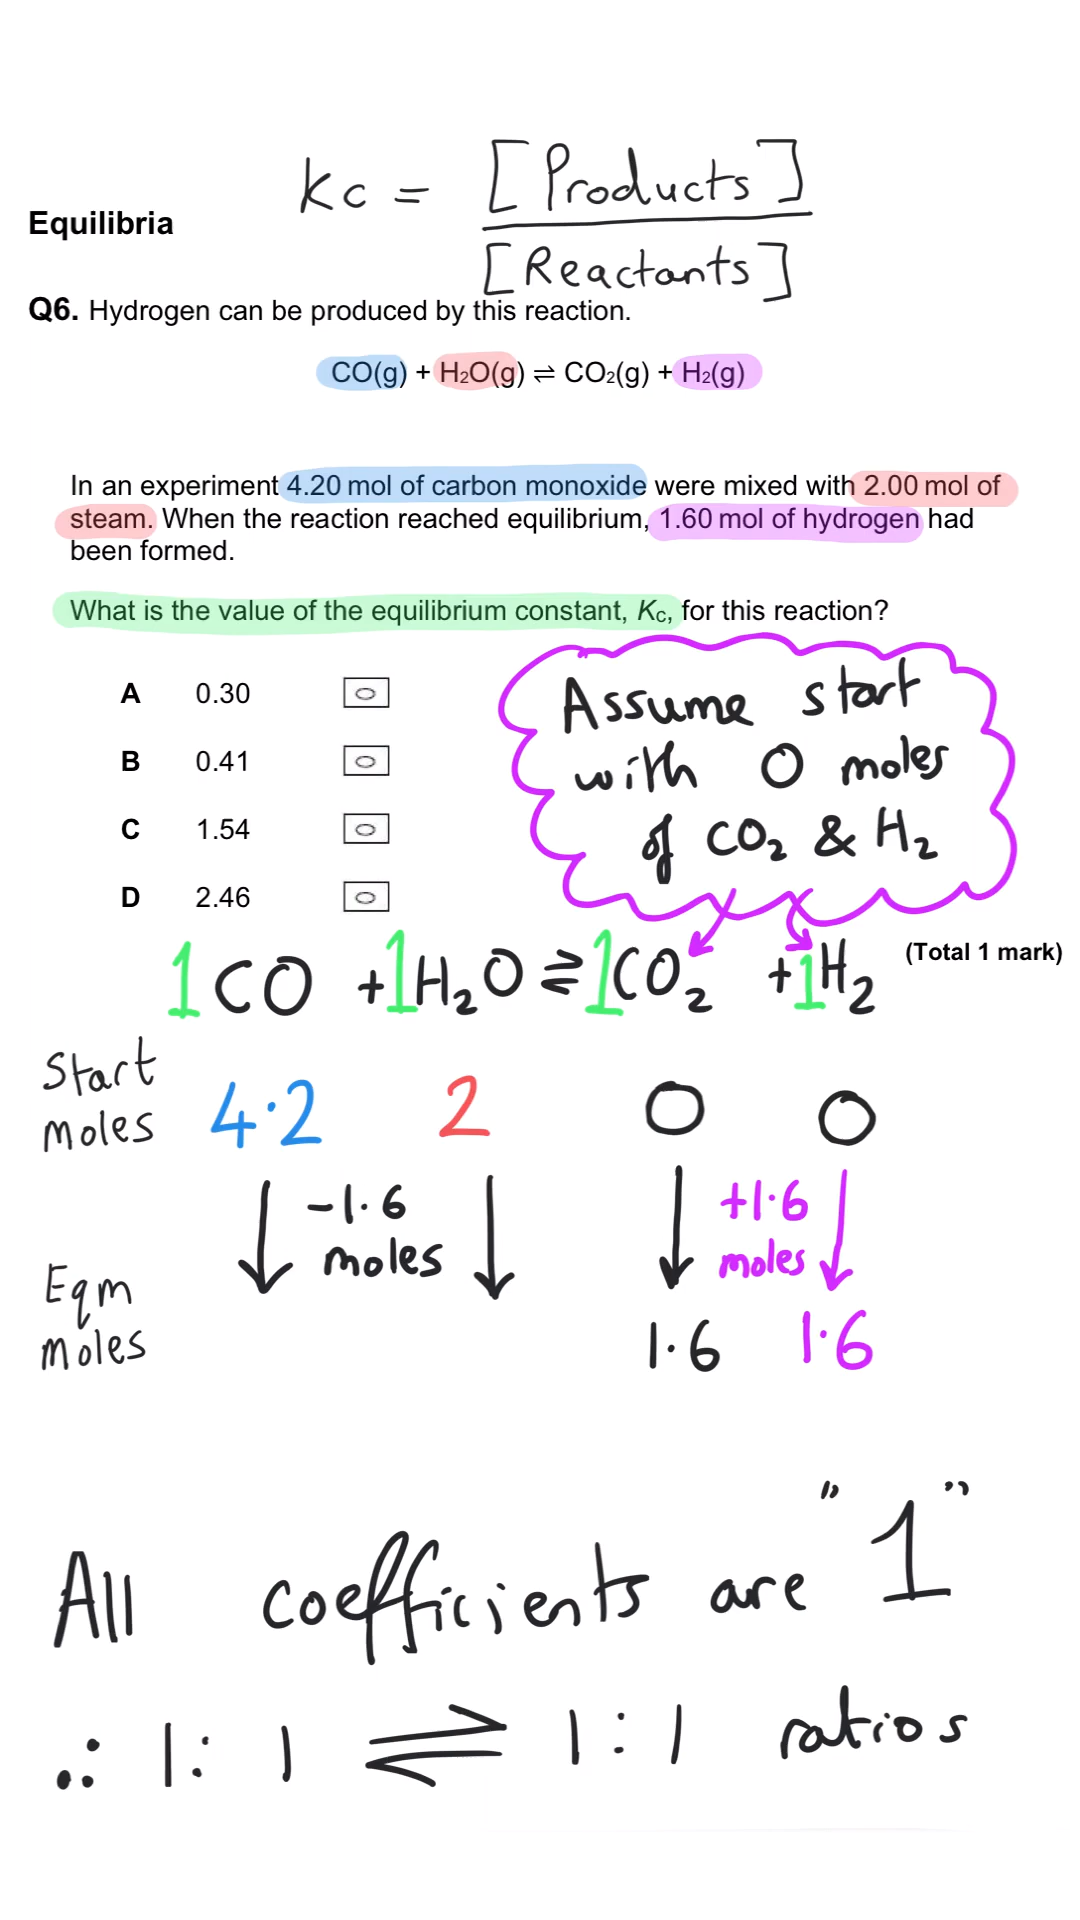 Kc = [Products]
[Reactants]
Equilibria
Q6. Hydrogen can be produced by this reaction.
CO(g) + H₂O(g) ⇌ CO₂(g) + H₂(g)
In an experiment 4.20 mol of carbon monoxide were mixed with 2.00 mol of
steam. When the reaction reached equilibrium, 1.60 mol of hydrogen had
been formed.
What is the value of the equilibrium constant, Kc, for this reaction?
A 0.30
B 0.41
C 1.54
D 2.46
Assume start
with 0 moles
of CO₂ & H₂
(Total 1 mark)
1CO + 1H₂O ⇌ 1CO₂ + 1H₂
Start
moles 4.2 2 0 0
-1.6
moles
+1.6
moles
Eqm
moles 1.6 1.6
All coefficients are "1"
∴ 1:1 ⇌ 1:1 ratios